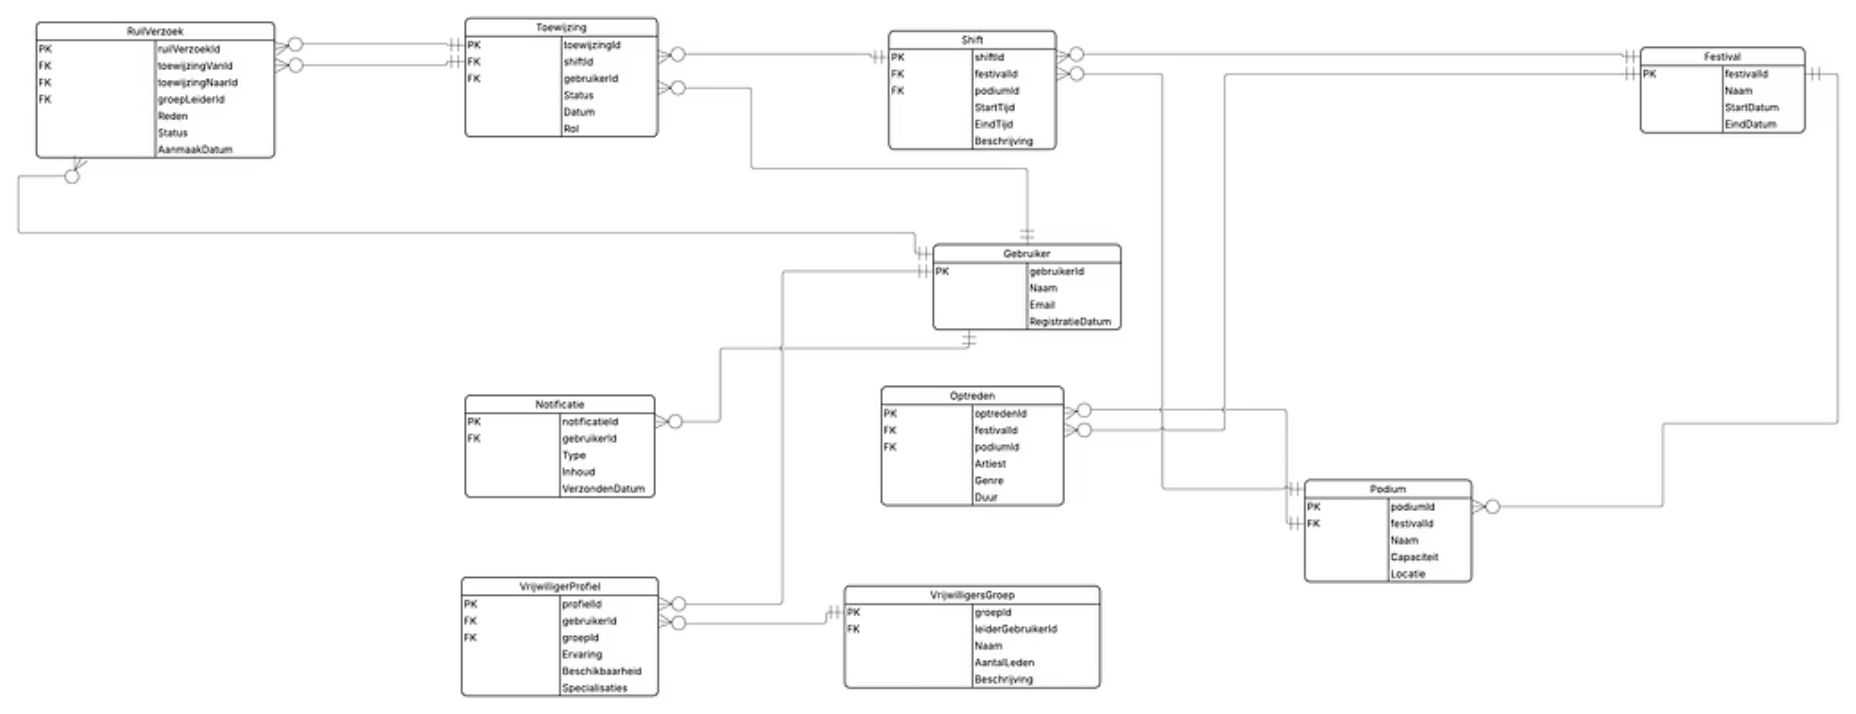 RuilVerzoek
PK ruilVerzoekId
FK toewijzingVanId
FK toewijzingNaarId
FK groepLeiderId
Reden
Status
AanmaakDatum
Toewijzing
PK toewijzingId
FK shiftId
FK gebruikerId
Status
Datum
Rol
Shift
PK shiftId
FK festivalId
FK podiumId
StartTijd
EindTijd
Beschrijving
Festival
PK festivalId
Naam
StartDatum
EindDatum
Gebruiker
PK gebruikerId
Naam
Email
RegistratieDatum
Notificatie
PK notificatieId
FK gebruikerId
Type
Inhoud
VerzondenDatum
Optreden
PK optredenId
FK festivalId
FK podiumId
Artiest
Genre
Duur
Podium
PK podiumId
FK festivalId
Naam
Capaciteit
Locatie
VrijwilligerProfiel
PK profielId
FK gebruikerId
FK groepId
Ervaring
Beschikbaarheid
Specialisaties
VrijwilligersGroep
PK groepId
FK leiderGebruikerId
Naam
AantalLeden
Beschrijving